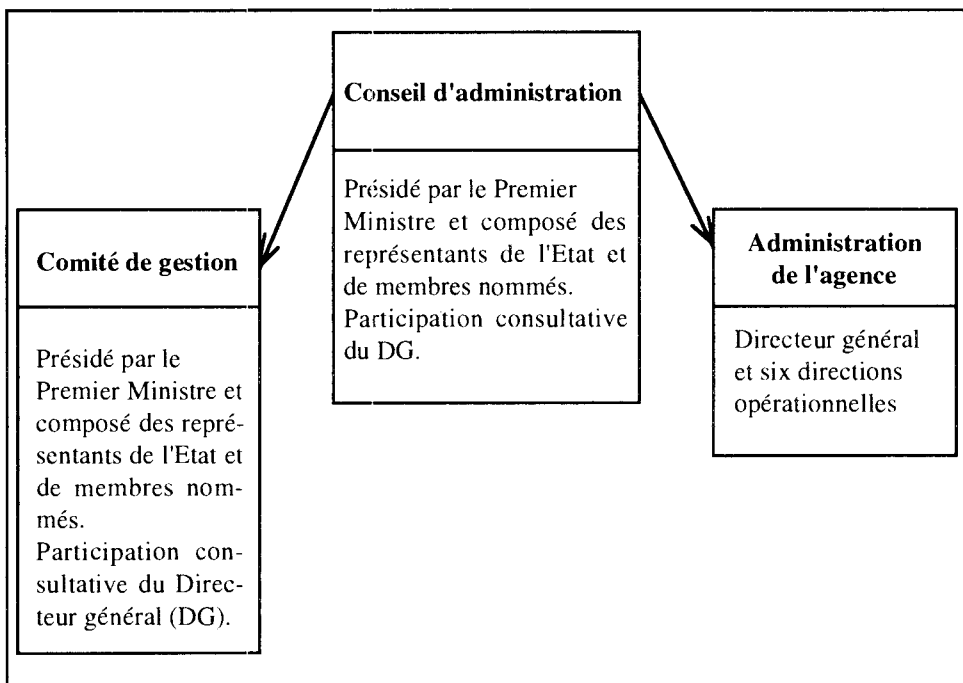 Conseil d'administration
Présidé par le Premier
Ministre et composé des
représentants de l'Etat et
de membres nommés.
Participation consultative
du DG.
Comité de gestion
Présidé par le
Premier Ministre et
composé des repré-
sentants de l'Etat et
de membres nom-
més.
Participation con-
sultative du Direc-
teur général (DG).
Administration
de l'agence
Directeur général
et six directions
opérationnelles